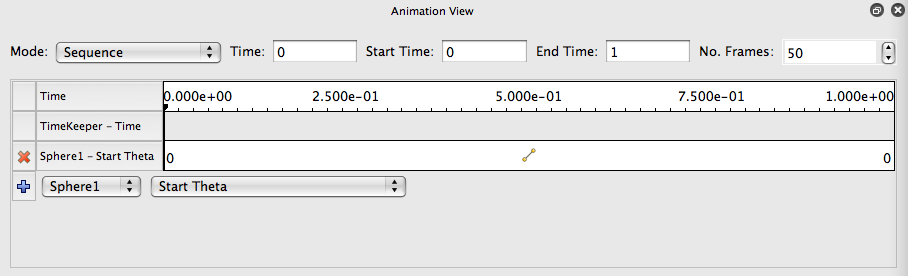 Animation View
Mode: Sequence Time: 0 Start Time: 0 End Time: 1 No. Frames: 50
Time 0.000e+00 2.500e-01 5.000e-01 7.500e-01 1.000e+00
TimeKeeper - Time
Sphere1 - Start Theta 0 0
Sphere1 Start Theta